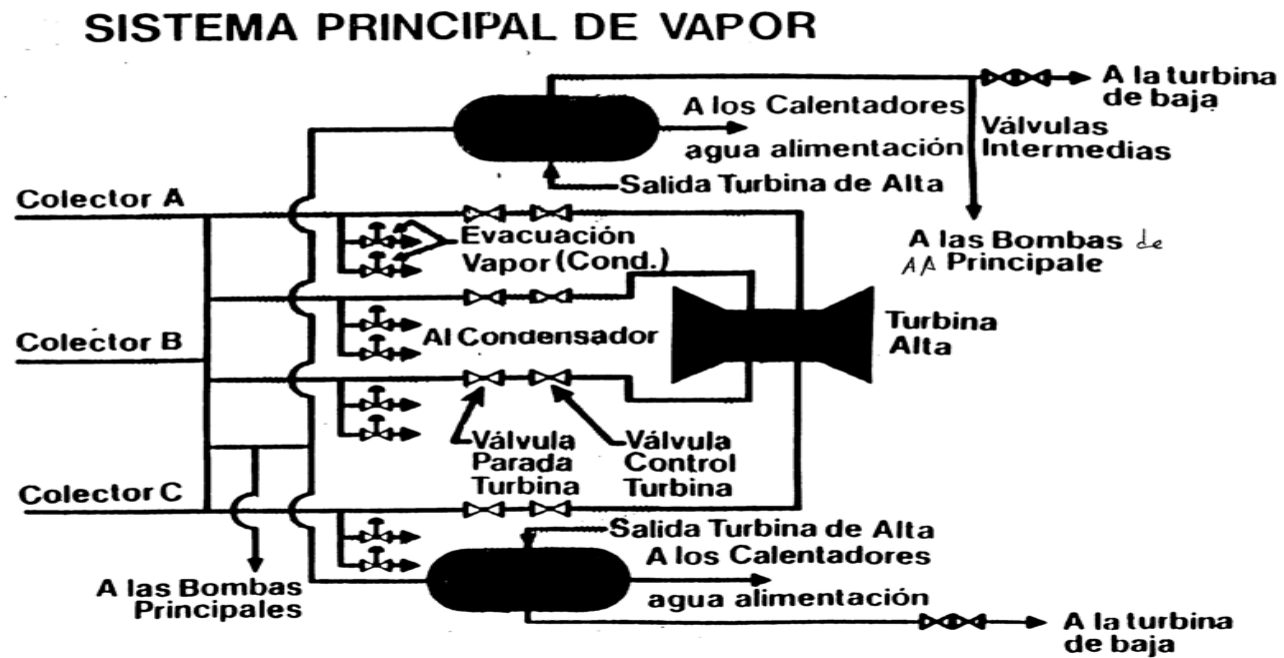 SISTEMA PRINCIPAL DE VAPOR
A la turbina
de baja
A los Calentadores
agua alimentación
Válvulas
Intermedias
Salida Turbina de Alta
Colector A
Evacuación
Vapor (Cond.)
A las Bombas de
AA Principale
Colector B
Al Condensador
Turbina
Alta
Válvula
Parada
Turbina
Válvula
Control
Turbina
Colector C
Salida Turbina de Alta
A los Calentadores
agua alimentación
A las Bombas
Principales
A la turbina
de baja